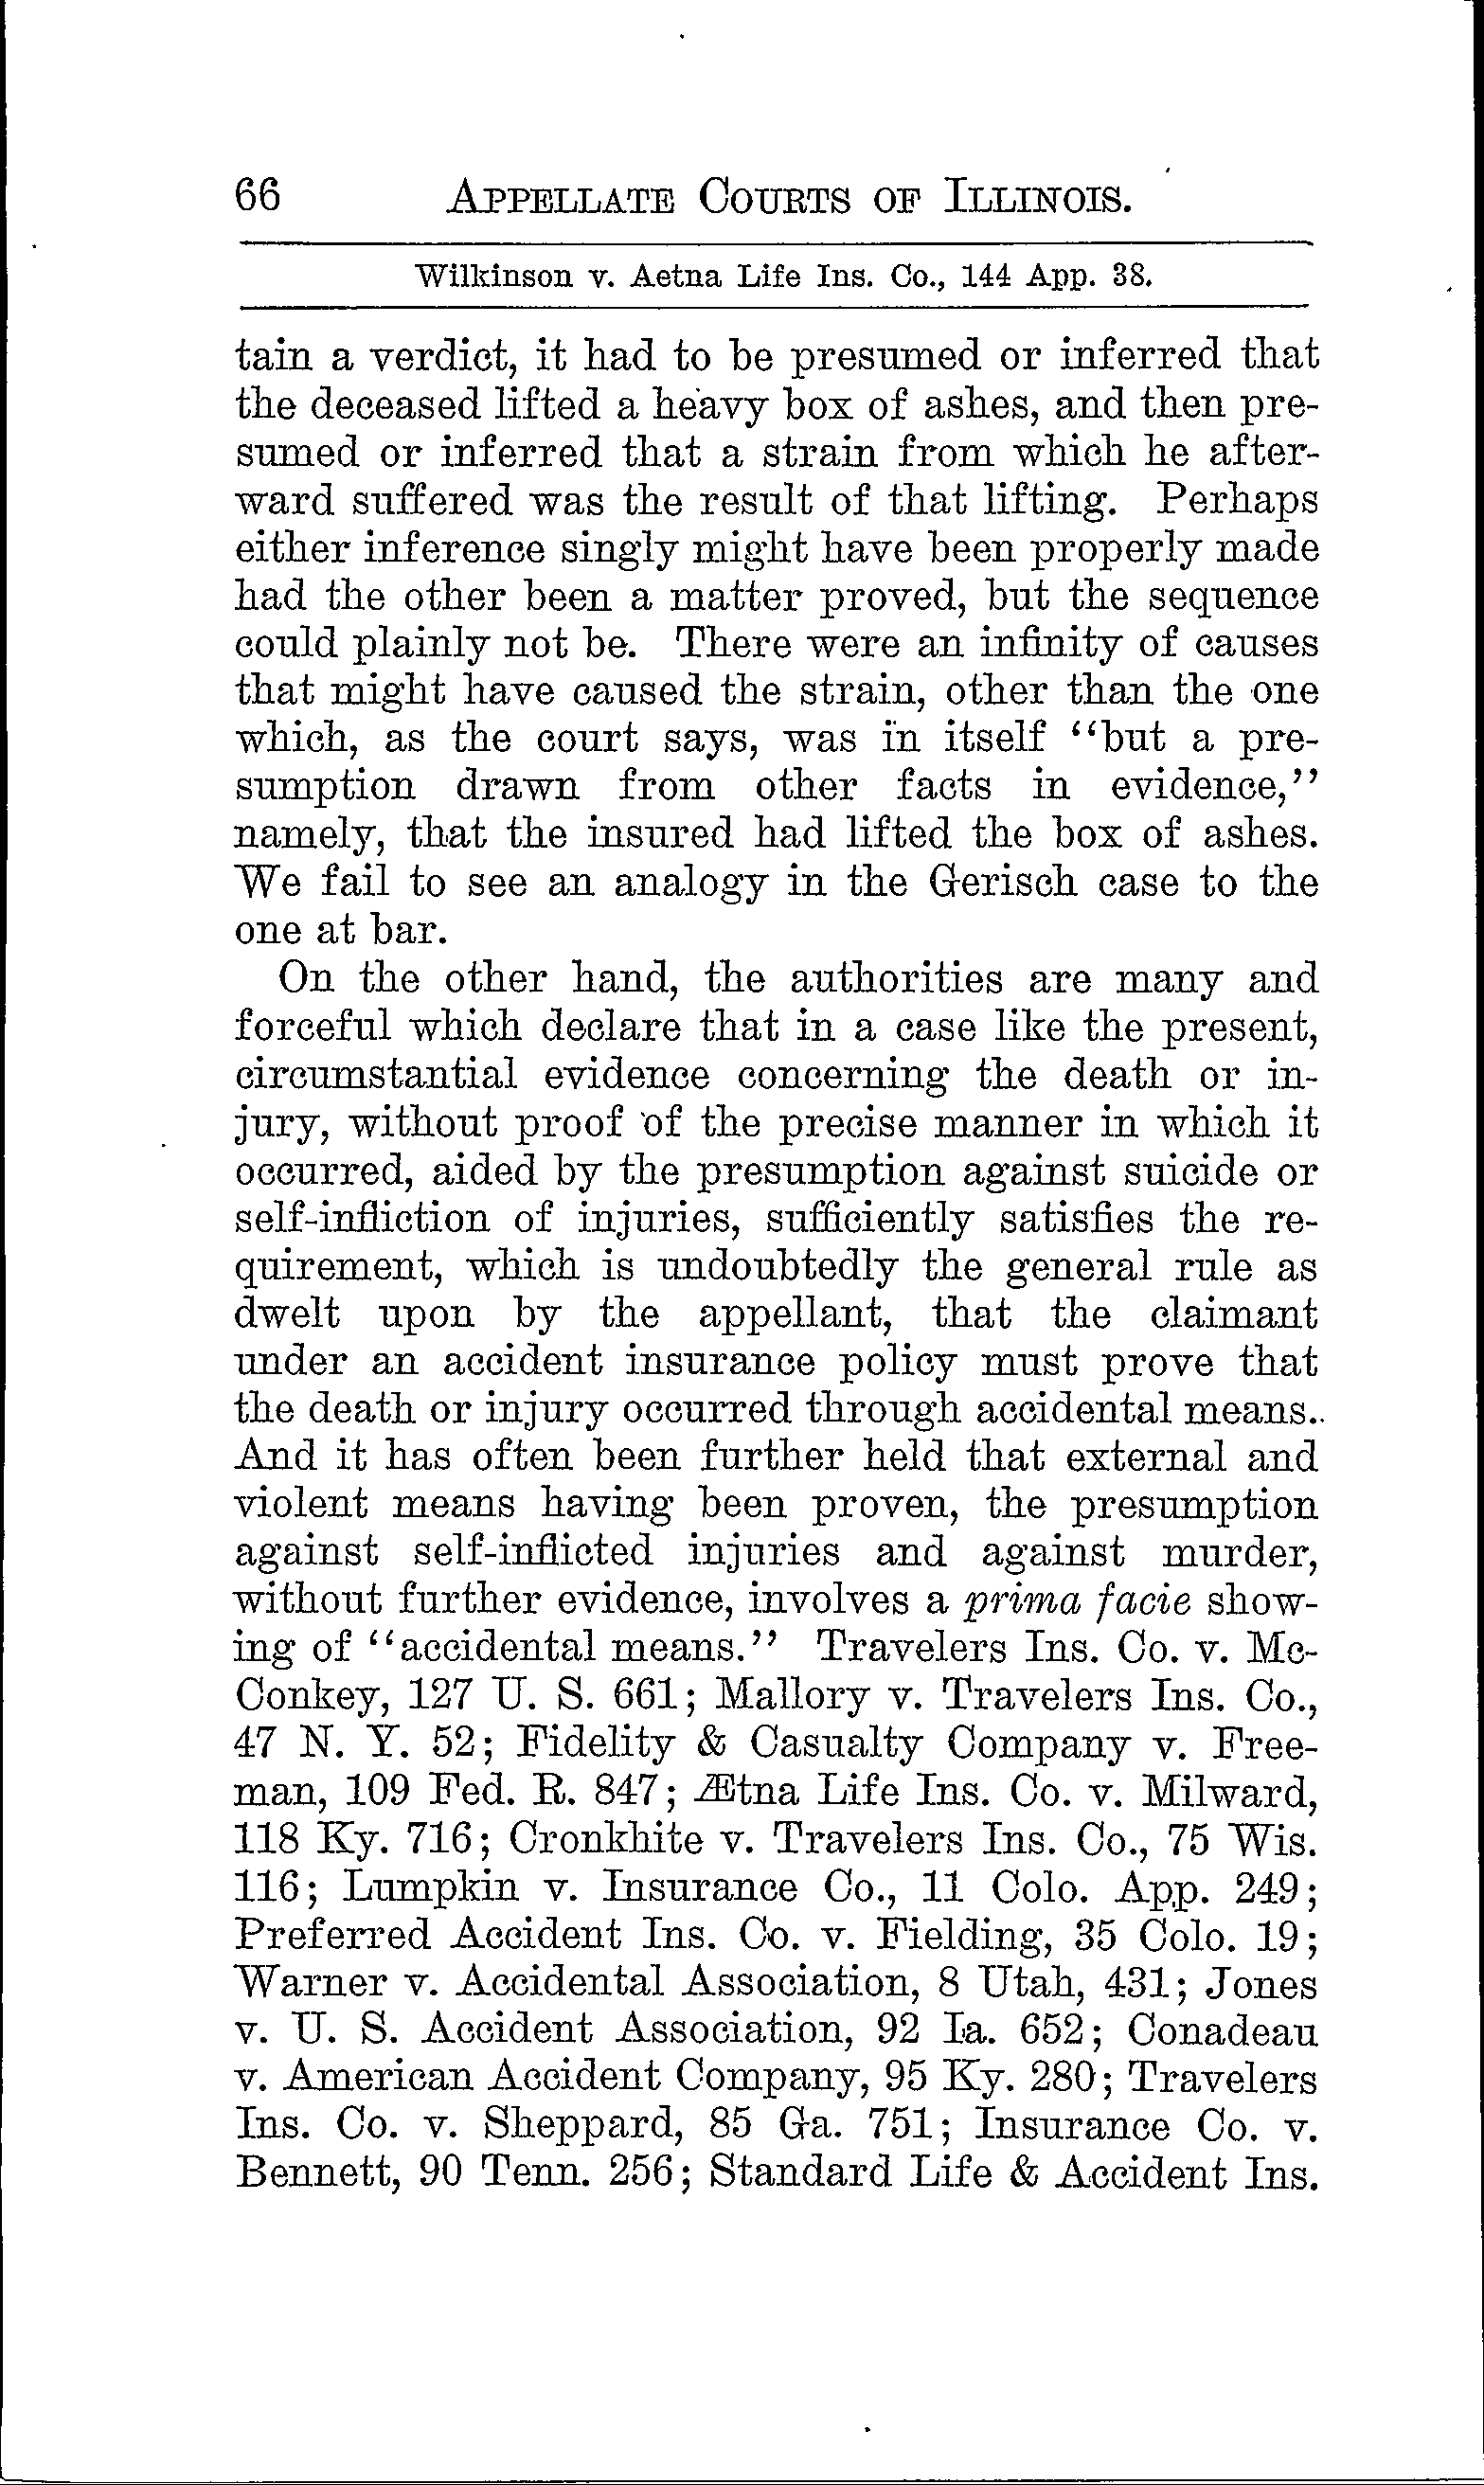 66 APPELLATE COURTS OF ILLINOIS.
Wilkinson v. Aetna Life Ins. Co., 144 App. 38.
tain a verdict, it had to be presumed or inferred that
the deceased lifted a heavy box of ashes, and then pre-
sumed or inferred that a strain from which he after-
ward suffered was the result of that lifting. Perhaps
either inference singly might have been properly made
had the other been a matter proved, but the sequence
could plainly not be. There were an infinity of causes
that might have caused the strain, other than the one
which, as the court says, was in itself "but a pre-
sumption drawn from other facts in evidence,"
namely, that the insured had lifted the box of ashes.
We fail to see an analogy in the Gerisch case to the
one at bar.
On the other hand, the authorities are many and
forceful which declare that in a case like the present,
circumstantial evidence concerning the death or in-
jury, without proof of the precise manner in which it
occurred, aided by the presumption against suicide or
self-infliction of injuries, sufficiently satisfies the re-
quirement, which is undoubtedly the general rule as
dwelt upon by the appellant, that the claimant
under an accident insurance policy must prove that
the death or injury occurred through accidental means.
And it has often been further held that external and
violent means having been proven, the presumption
against self-inflicted injuries and against murder,
without further evidence, involves a prima facie show-
ing of "accidental means." Travelers Ins. Co. v. Mc-
Conkey, 127 U. S. 661; Mallory v. Travelers Ins. Co.,
47 N. Y. 52; Fidelity & Casualty Company v. Free-
man, 109 Fed. R. 847; Ætna Life Ins. Co. v. Milward,
118 Ky. 716; Cronkhite v. Travelers Ins. Co., 75 Wis.
116; Lumpkin v. Insurance Co., 11 Colo. App. 249;
Preferred Accident Ins. Co. v. Fielding, 35 Colo. 19;
Warner v. Accidental Association, 8 Utah, 431; Jones
v. U. S. Accident Association, 92 Ia. 652; Conadeau
v. American Accident Company, 95 Ky. 280; Travelers
Ins. Co. v. Sheppard, 85 Ga. 751; Insurance Co. v.
Bennett, 90 Tenn. 256; Standard Life & Accident Ins.